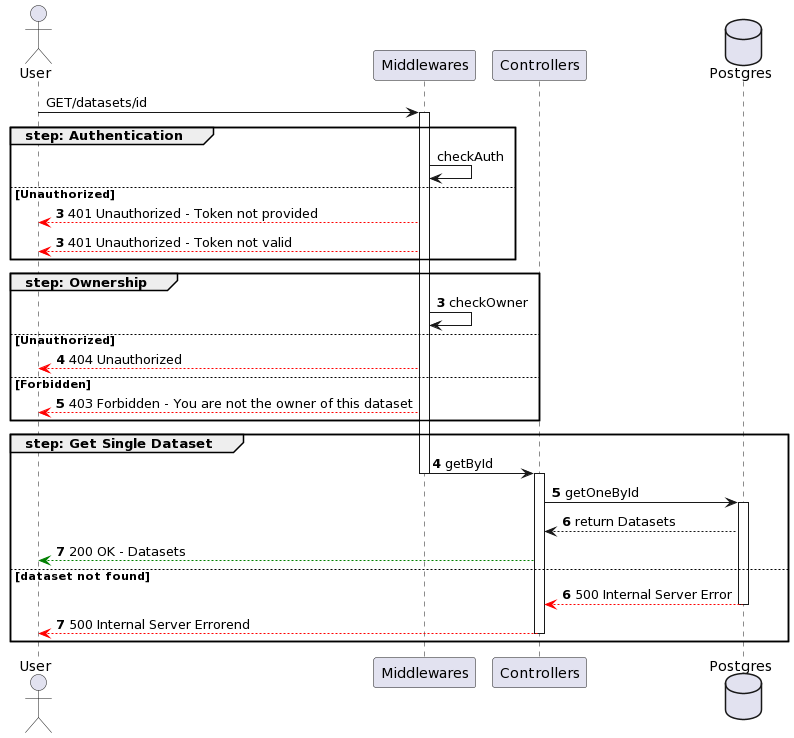 User
Middlewares
Controllers
Postgres
GET/datasets/id
step: Authentication
checkAuth
[Unauthorized]
3 401 Unauthorized - Token not provided
3 401 Unauthorized - Token not valid
step: Ownership
3 checkOwner
[Unauthorized]
4 404 Unauthorized
[Forbidden]
5 403 Forbidden - You are not the owner of this dataset
step: Get Single Dataset
4 getById
5 getOneById
6 return Datasets
7 200 OK - Datasets
[dataset not found]
6 500 Internal Server Error
7 500 Internal Server Errorend
User
Middlewares
Controllers
Postgres